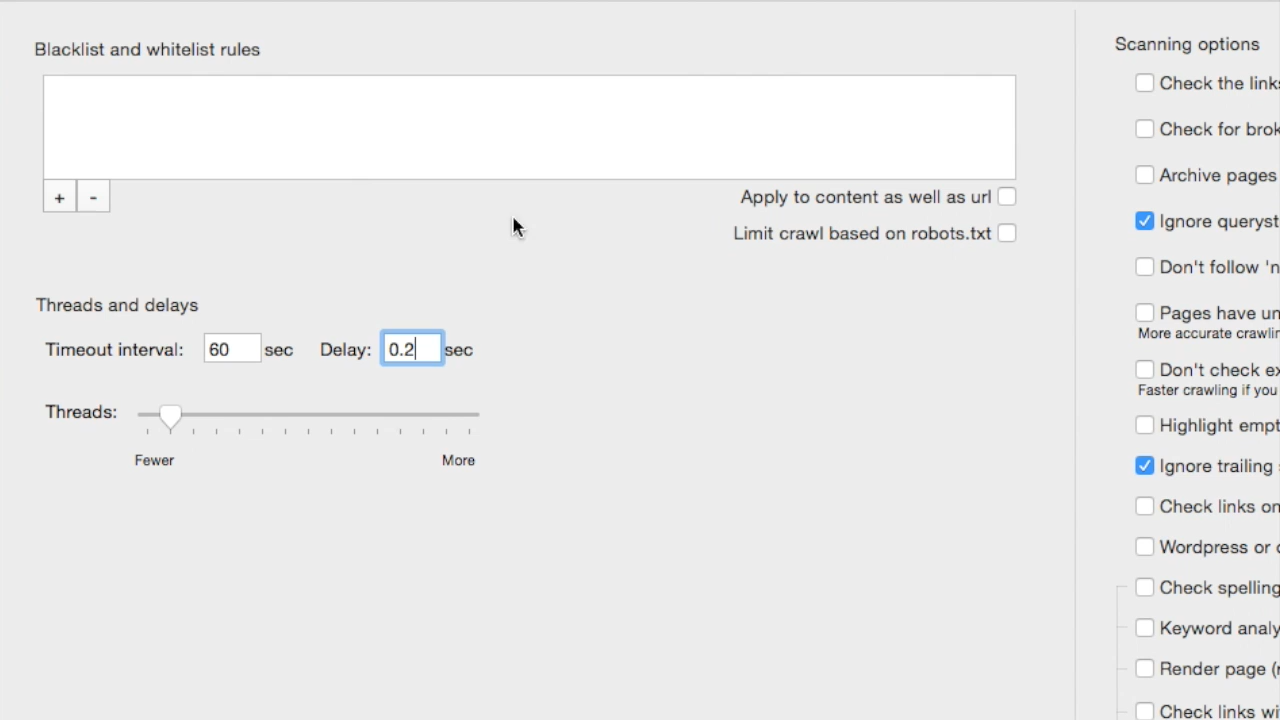 Blacklist and whitelist rules
+ -
Apply to content as well as url
Limit crawl based on robots.txt
Threads and delays
Timeout interval: 60 sec Delay: 0.2 sec
Threads:
Fewer More
Scanning options
Check the links
Check for brok
Archive pages
Ignore queryst
Don't follow 'n
Pages have un
More accurate crawlin
Don't check ex
Faster crawling if you
Highlight empt
Ignore trailing s
Check links on
Wordpress or c
Check spelling
Keyword analy
Render page (r
Check links wi